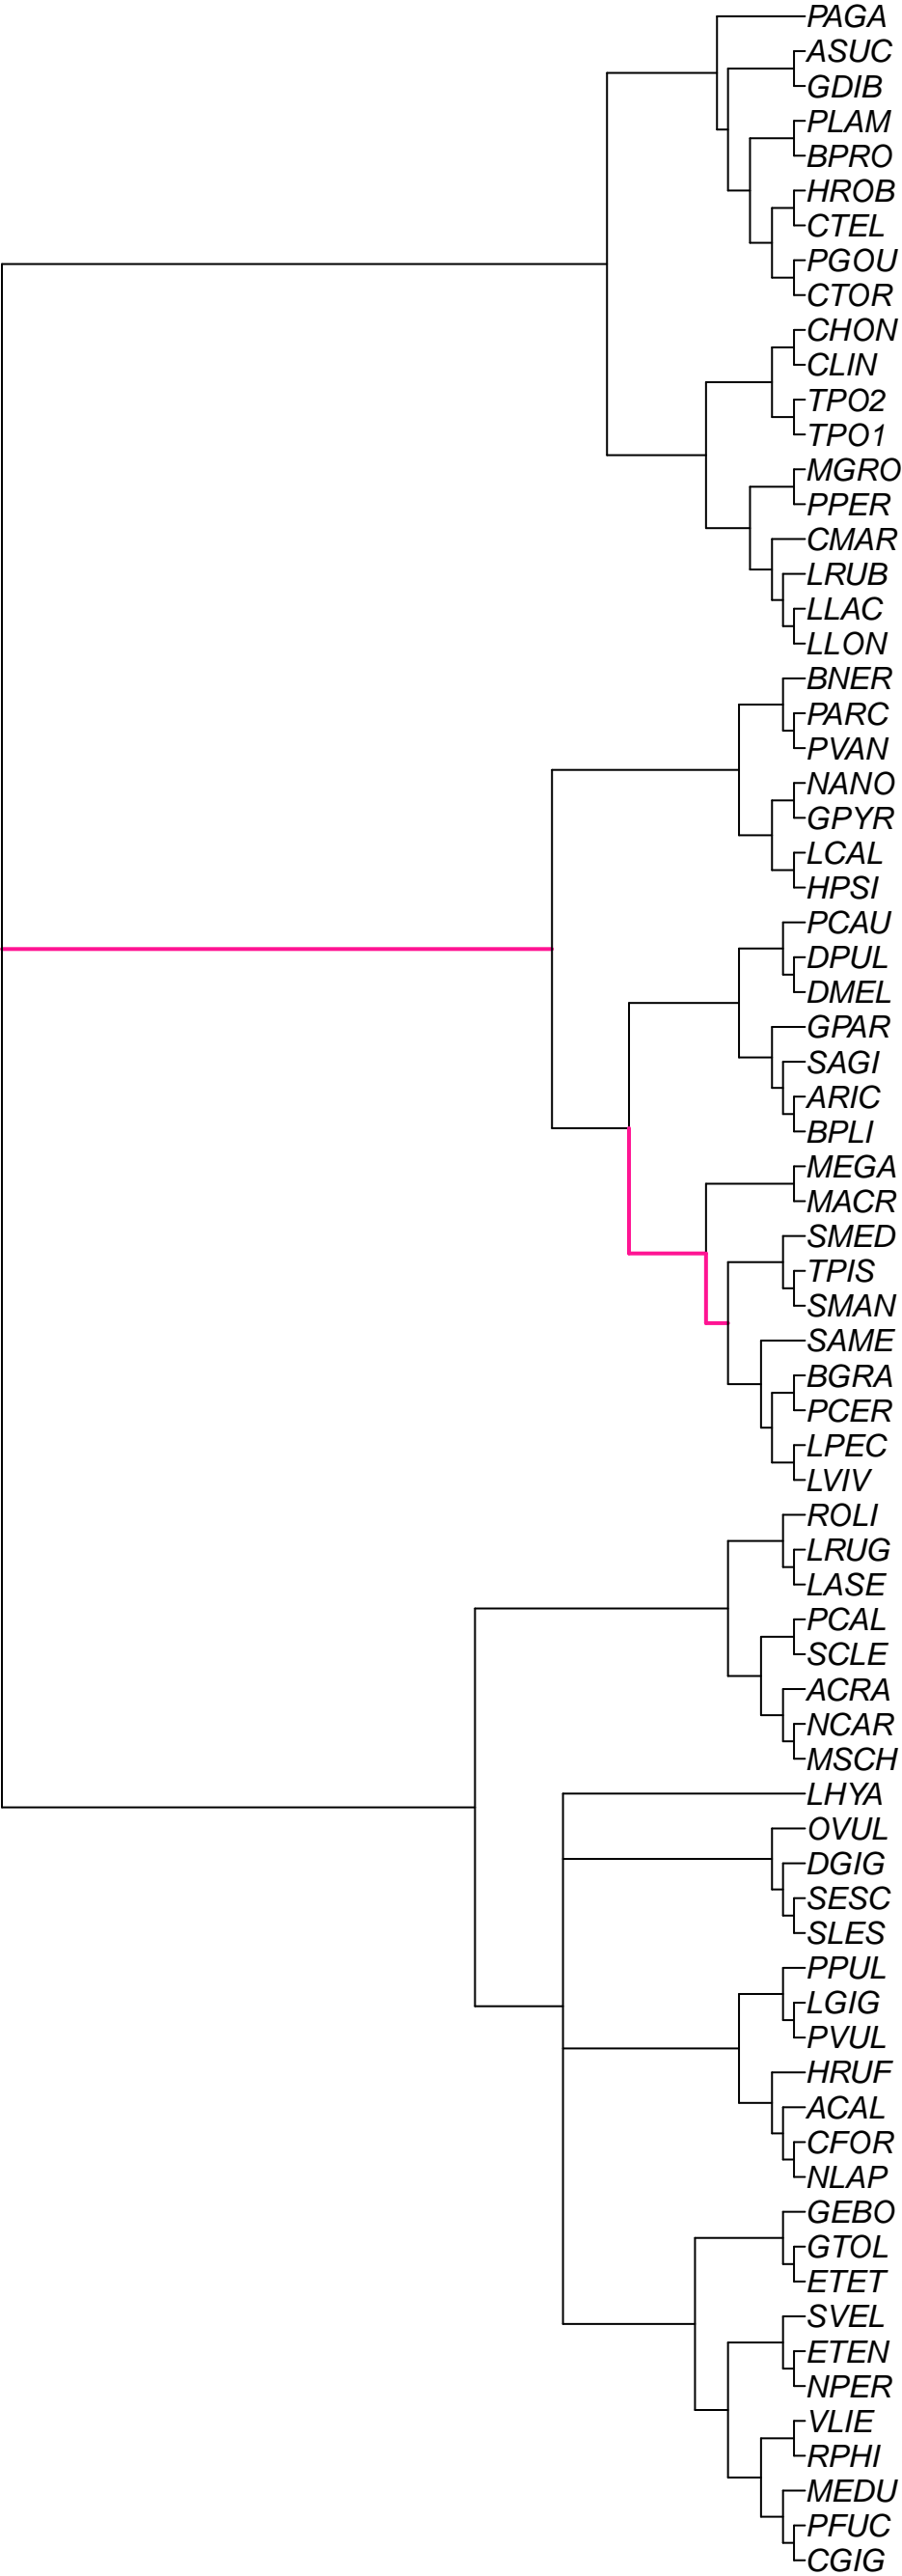 PAGA
ASUC
GDIB
PLAM
BPRO
HROB
CTEL
PGOU
CTOR
CHON
CLIN
TPO2
TPO1
MGRO
PPER
CMAR
LRUB
LLAC
LLON
BNER
PARC
PVAN
NANO
GPYR
LCAL
HPSI
PCAU
DPUL
DMEL
GPAR
SAGI
ARIC
BPLI
MEGA
MACR
SMED
TPIS
SMAN
SAME
BGRA
PCER
LPEC
LVIV
ROLI
LRUG
LASE
PCAL
SCLE
ACRA
NCAR
MSCH
LHYA
OVUL
DGIG
SESC
SLES
PPUL
LGIG
PVUL
HRUF
ACAL
CFOR
NLAP
GEBO
GTOL
ETET
SVEL
ETEN
NPER
VLIE
RPHI
MEDU
PFUC
CGIG